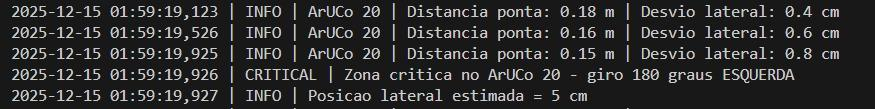 2025-12-15 01:59:19,123 | INFO | ArUCo 20 | Distancia ponta: 0.18 m | Desvio lateral: 0.4 cm
2025-12-15 01:59:19,526 | INFO | ArUCo 20 | Distancia ponta: 0.16 m | Desvio lateral: 0.6 cm
2025-12-15 01:59:19,925 | INFO | ArUCo 20 | Distancia ponta: 0.15 m | Desvio lateral: 0.8 cm
2025-12-15 01:59:19,926 | CRITICAL | Zona critica no ArUCo 20 - giro 180 graus ESQUERDA
2025-12-15 01:59:19,927 | INFO | Posicao lateral estimada = 5 cm